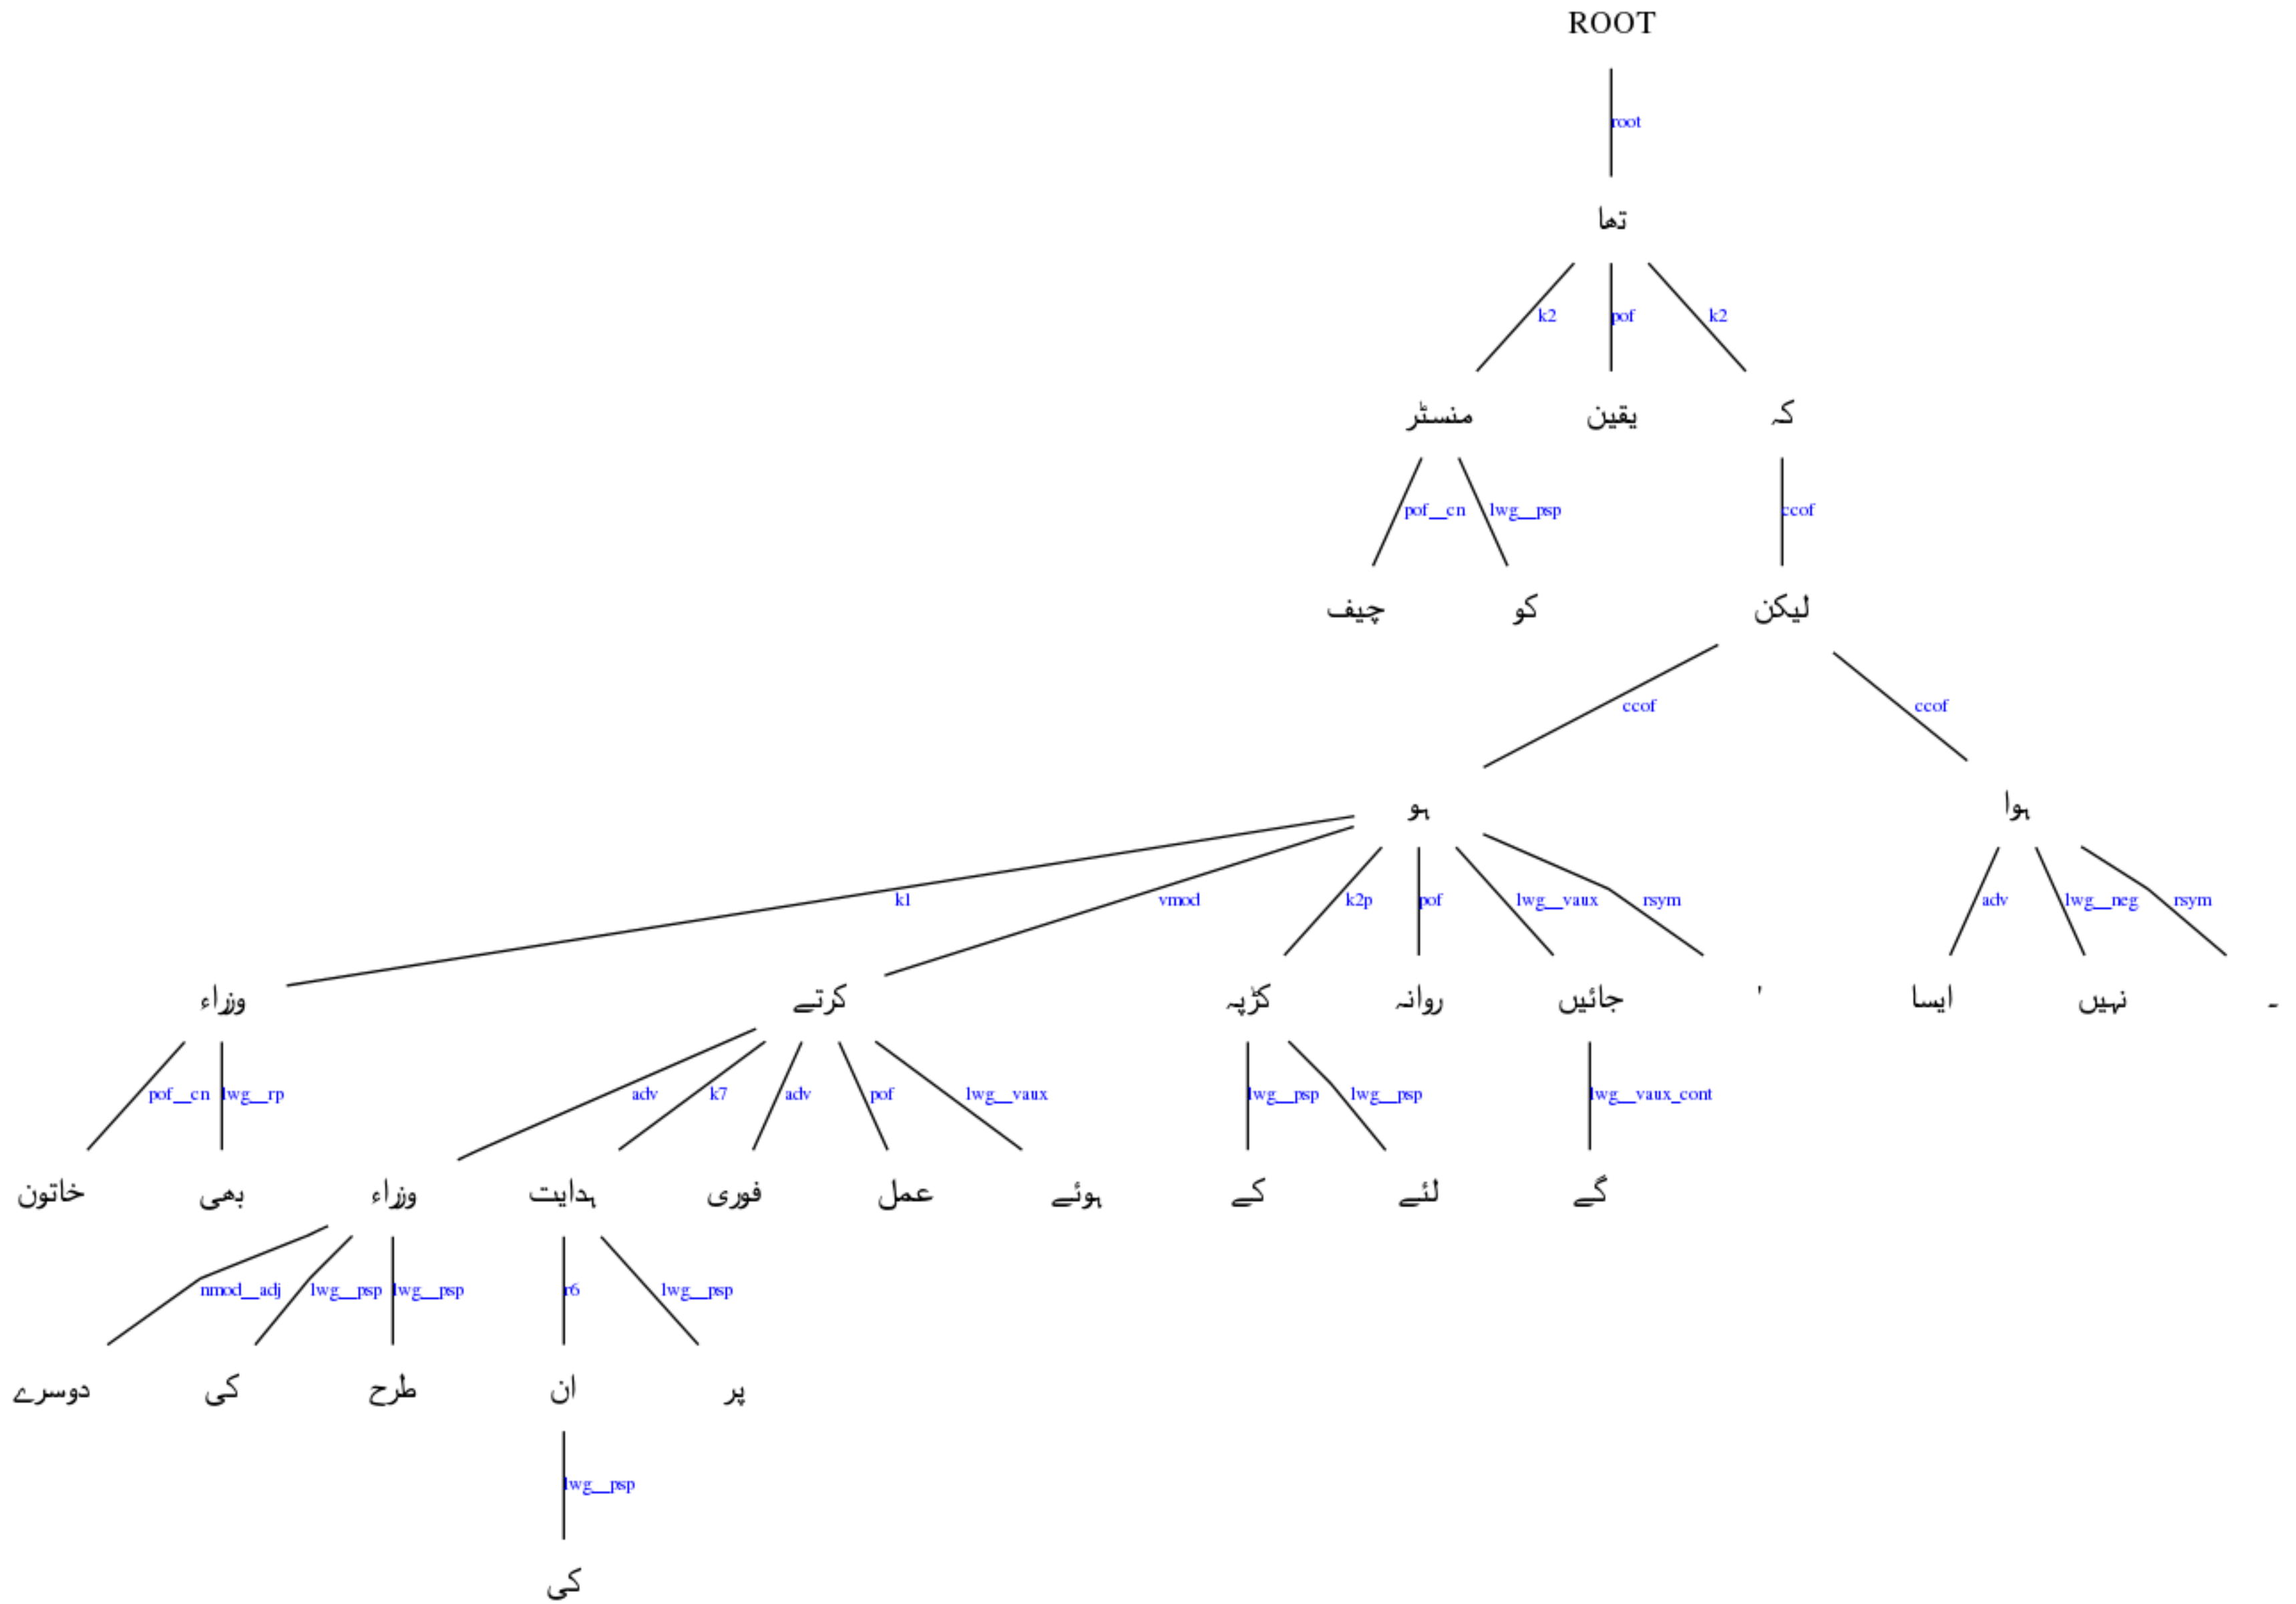 ROOT
root
تھا
k2 pof k2
منسٹر یقین کہ
pof__cn lwg__psp ccof
چیف کو لیکن
ccof ccof
ہو ہوا
k1 vmod k2p pof lwg__vaux rsym adv lwg__neg rsym
وزراء کرتے کڑپہ روانہ جائیں ' ایسا نہیں ۔
pof__cn lwg__rp adv k7 adv pof lwg__vaux lwg__psp lwg__psp lwg__vaux_cont
خاتون بھی وزراء ہدایت فوری عمل ہوئے کے لئے گے
nmod__adj lwg__psp lwg__psp r6 lwg__psp
دوسرے کی طرح ان پر
lwg__psp
کی